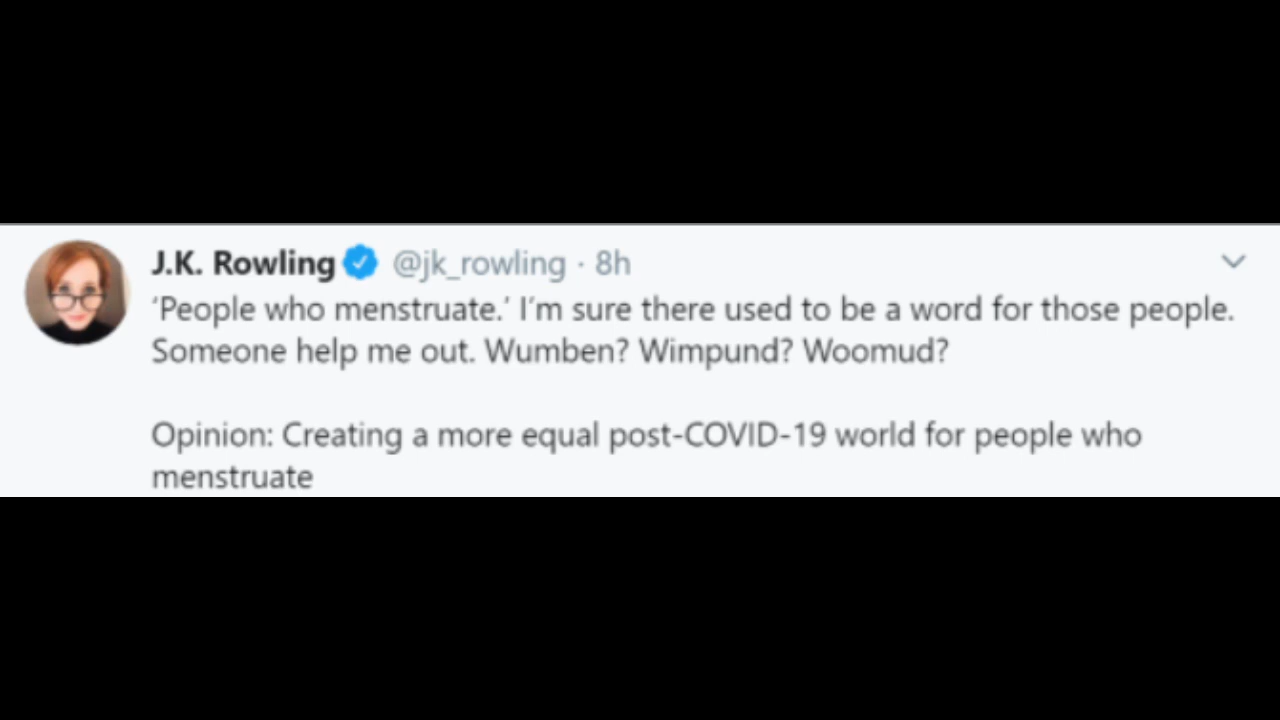 J.K. Rowling @jk_rowling · 8h
‘People who menstruate.’ I’m sure there used to be a word for those people.
Someone help me out. Wumben? Wimpund? Woomud?
Opinion: Creating a more equal post-COVID-19 world for people who
menstruate